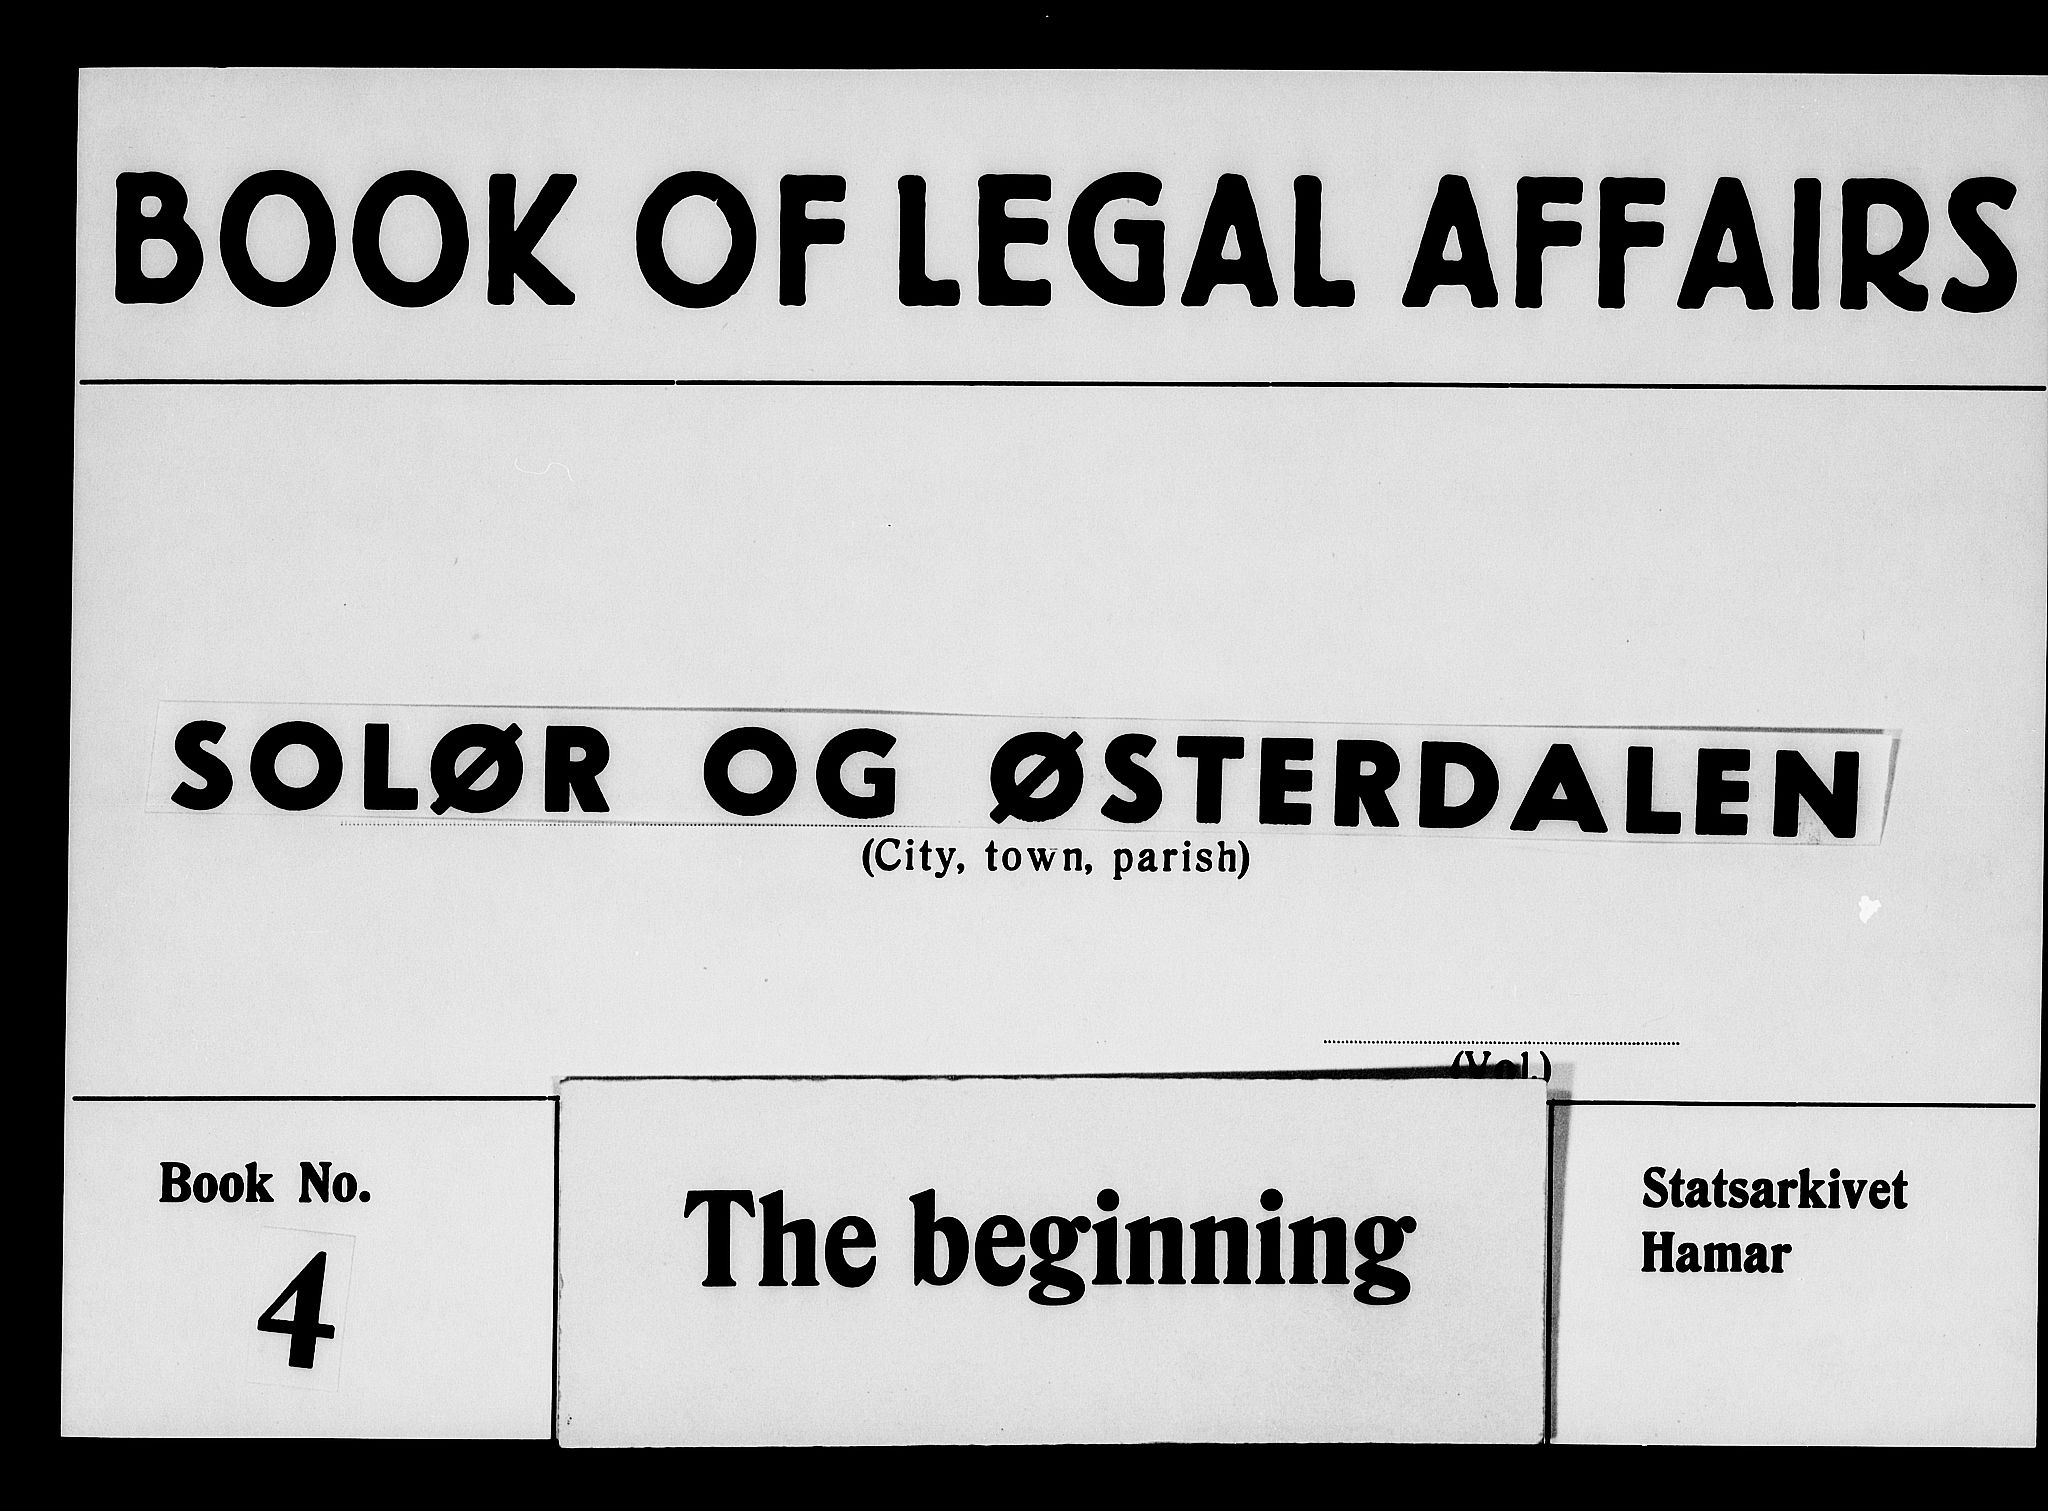 BOOK OF LEGAL AFFAIRS
SOLØR OG ØSTERDALEN
(City, town, parish)
(Vol.)
Book No.
4
The beginning
Statsarkivet
Hamar